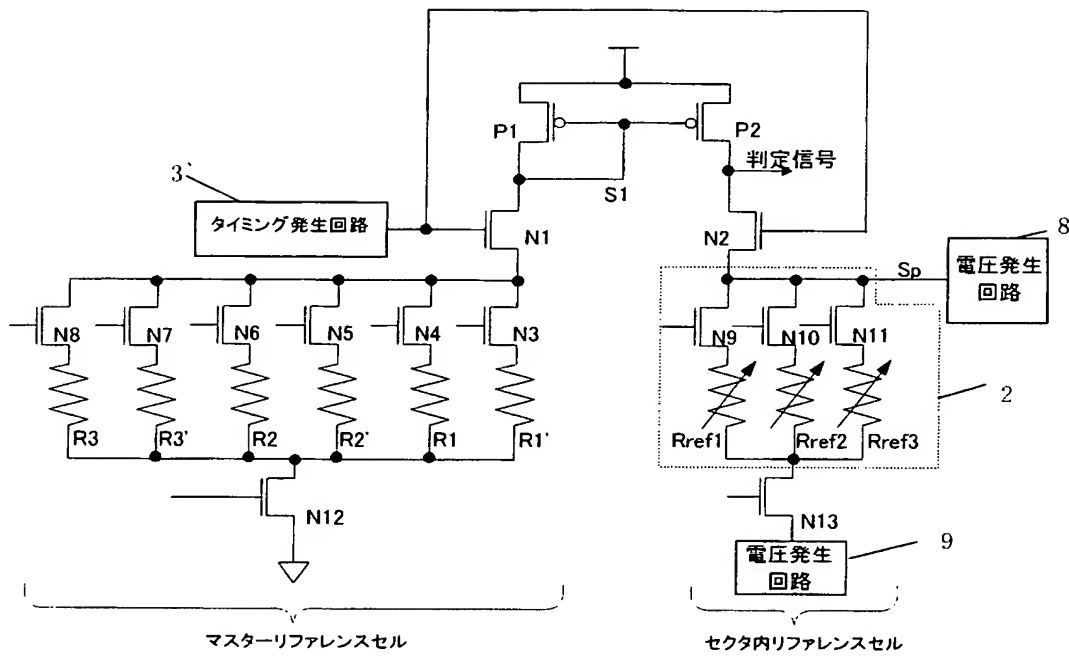 P1
P2
判定信号
S1
3`
タイミング発生回路
N1
N2
8
電圧発生
回路
Sp
N8
N7
N6
N5
N4
N3
N9
N10
N11
2
R3
R3'
R2
R2'
R1
R1'
Rref1
Rref2
Rref3
N12
N13
9
電圧発生
回路
マスターリファレンスセル
セクタ内リファレンスセル